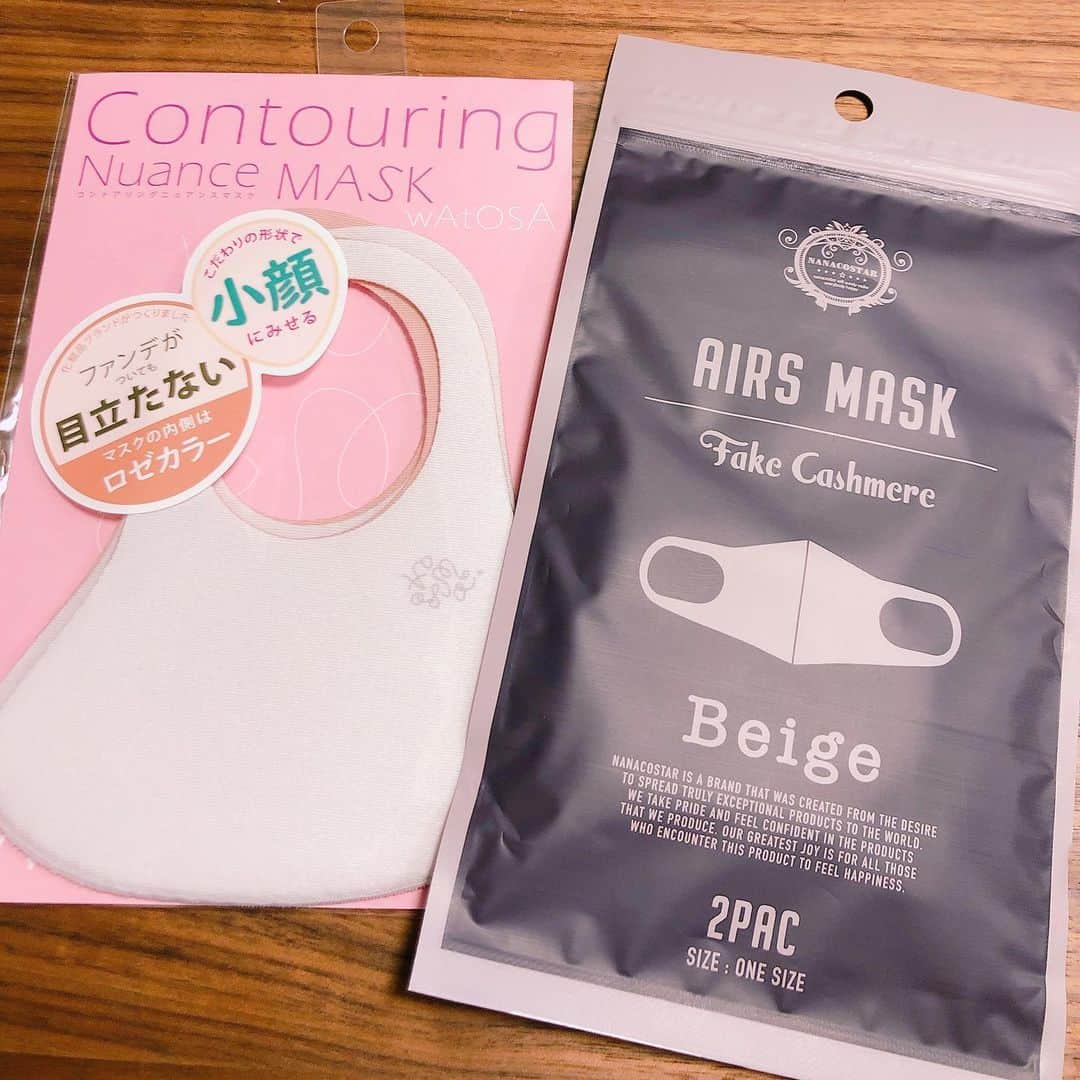 Contouring
Nuance MASK
コントアリングニュアンスマスク
wAtOSA
こだわりの形状で
小顔
にみせる
化粧品ブランドがつくりました
ファンデが
ついても
目立たない
マスクの内側は
ロゼカラー
NANACOSTAR
AIRS MASK
Fake Cashmere
Beige
NANACOSTAR IS A BRAND THAT WAS CREATED FROM THE DESIRE
TO SPREAD TRULY EXCEPTIONAL PRODUCTS TO THE WORLD.
WE TAKE PRIDE AND FEEL CONFIDENT IN THE PRODUCTS
THAT WE PRODUCE. OUR GREATEST JOY IS FOR ALL THOSE
WHO ENCOUNTER THIS PRODUCT TO FEEL HAPPINESS.
2PAC
SIZE : ONE SIZE